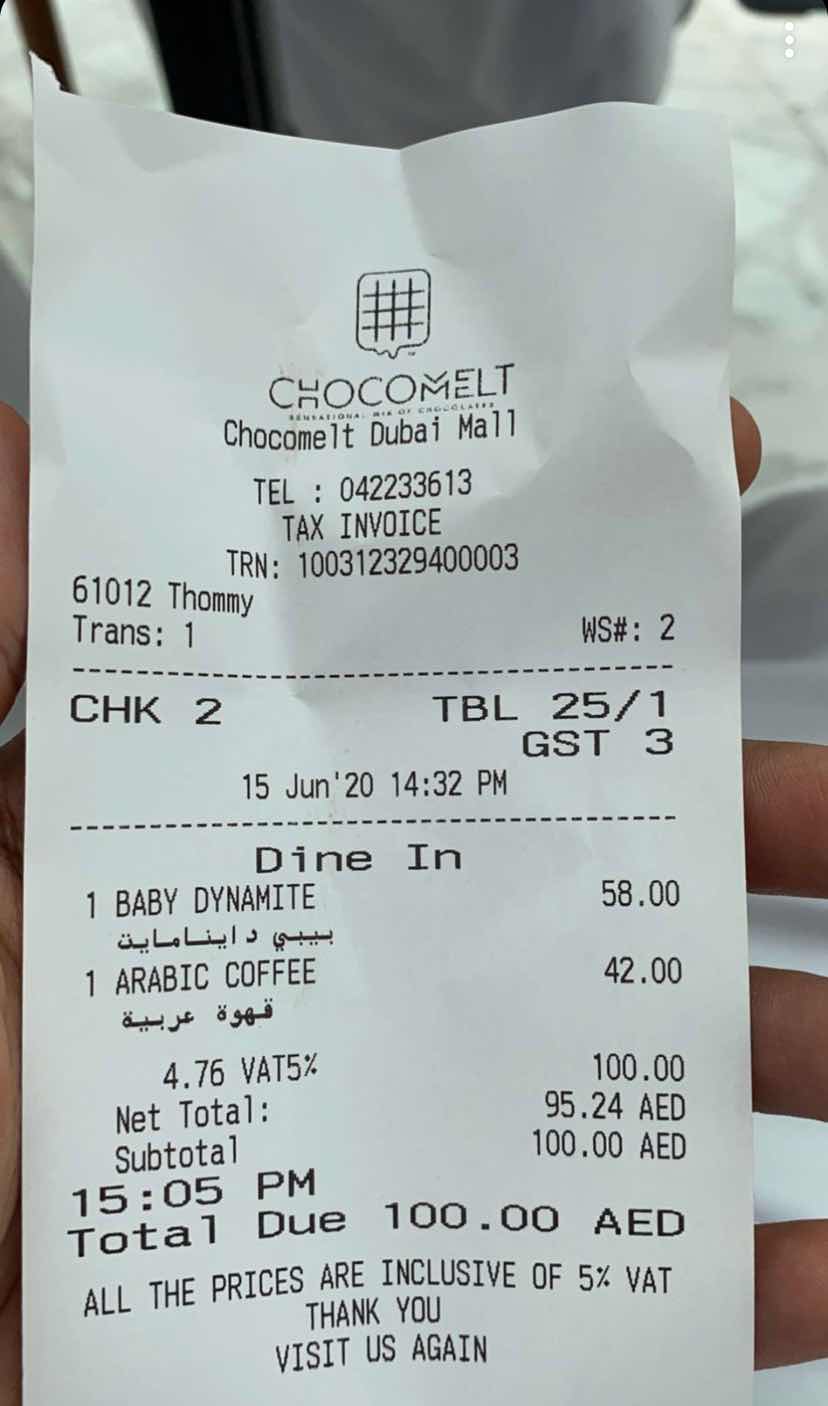 CHOCOMELT
SENSATIONAL MIX OF CHOCOLATES
Chocomelt Dubai Mall
TEL : 042233613
TAX INVOICE
TRN: 100312329400003
61012 Thommy
Trans: 1 WS#: 2
CHK 2 TBL 25/1
GST 3
15 Jun'20 14:32 PM
Dine In
1 BABY DYNAMITE 58.00
بيبي داينامايت
1 ARABIC COFFEE 42.00
قهوة عربية
4.76 VAT5% 100.00
Net Total: 95.24 AED
Subtotal 100.00 AED
15:05 PM
Total Due 100.00 AED
ALL THE PRICES ARE INCLUSIVE OF 5% VAT
THANK YOU
VISIT US AGAIN